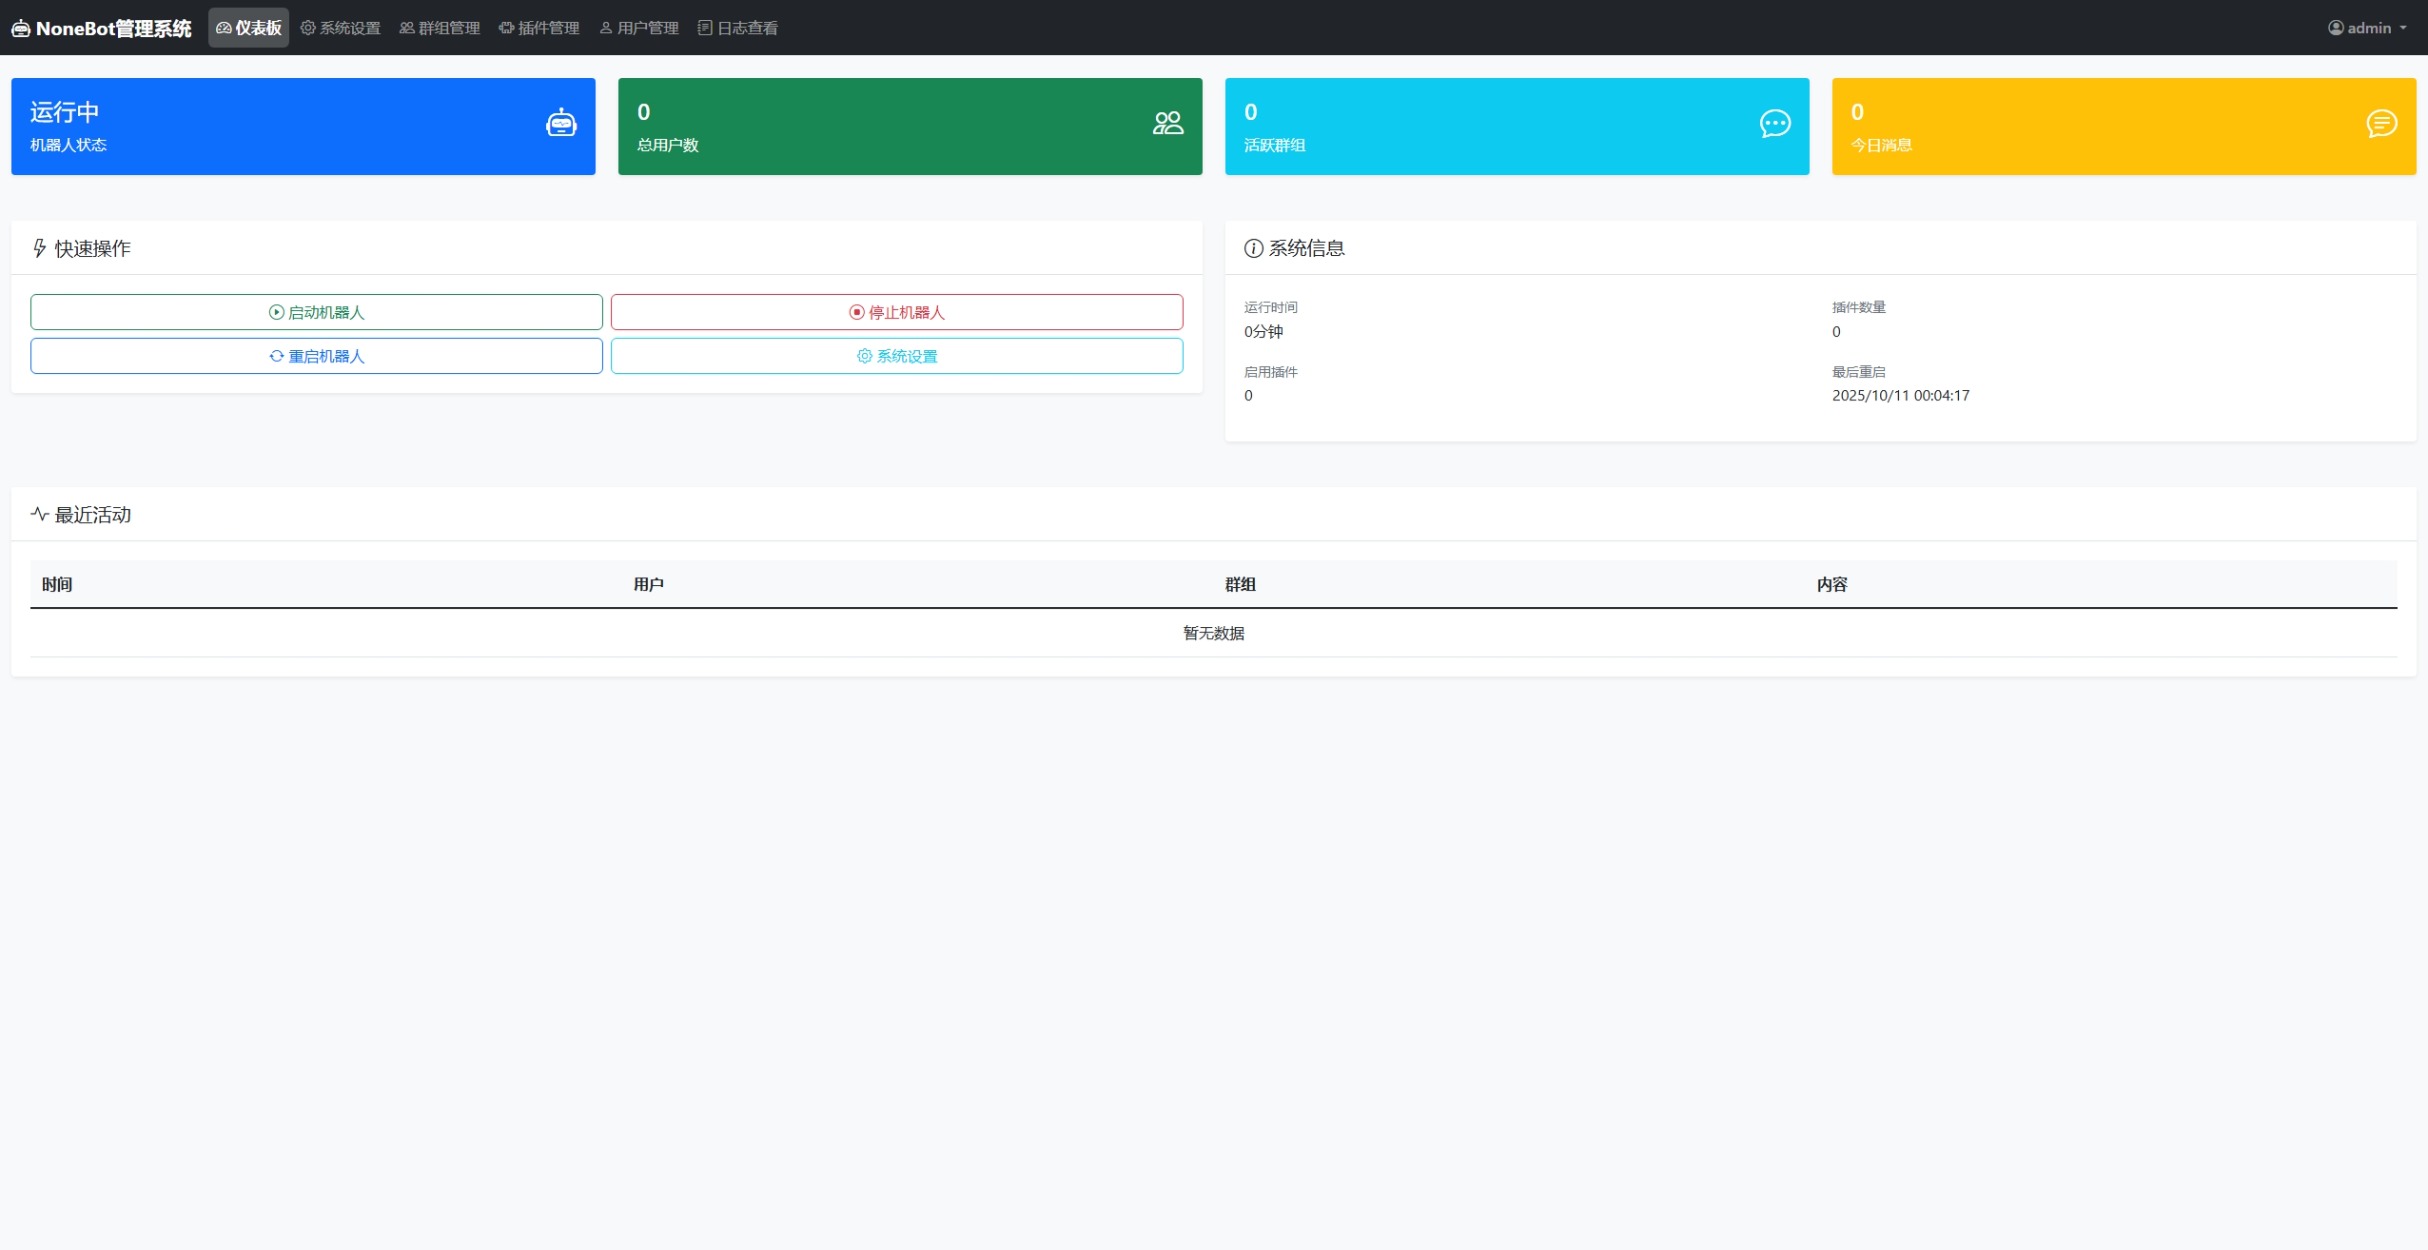 NoneBot管理系统 仪表板 系统设置 群组管理 插件管理 用户管理 日志查看 admin
运行中
机器人状态
0
总用户数
0
活跃群组
0
今日消息
快速操作
启动机器人 停止机器人
重启机器人 系统设置
系统信息
运行时间
0分钟
插件数量
0
启用插件
0
最后重启
2025/10/11 00:04:17
最近活动
时间 用户 群组 内容
暂无数据